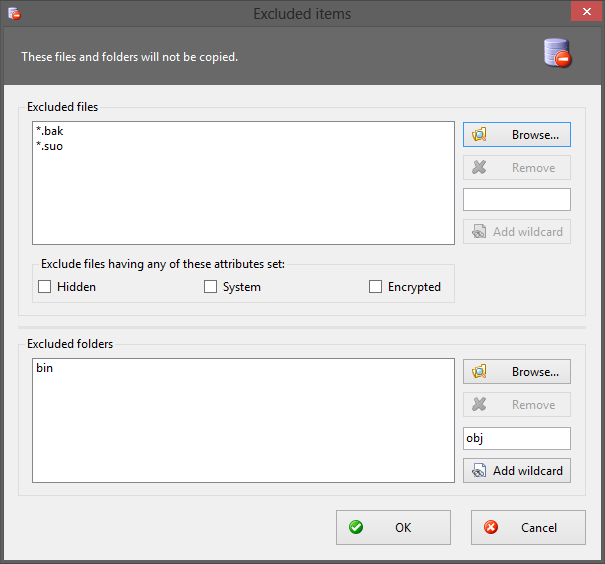 Excluded items
These files and folders will not be copied.
Excluded files
*.bak
*.suo
Browse...
Remove
Add wildcard
Exclude files having any of these attributes set:
Hidden
System
Encrypted
Excluded folders
bin
Browse...
Remove
obj
Add wildcard
OK
Cancel